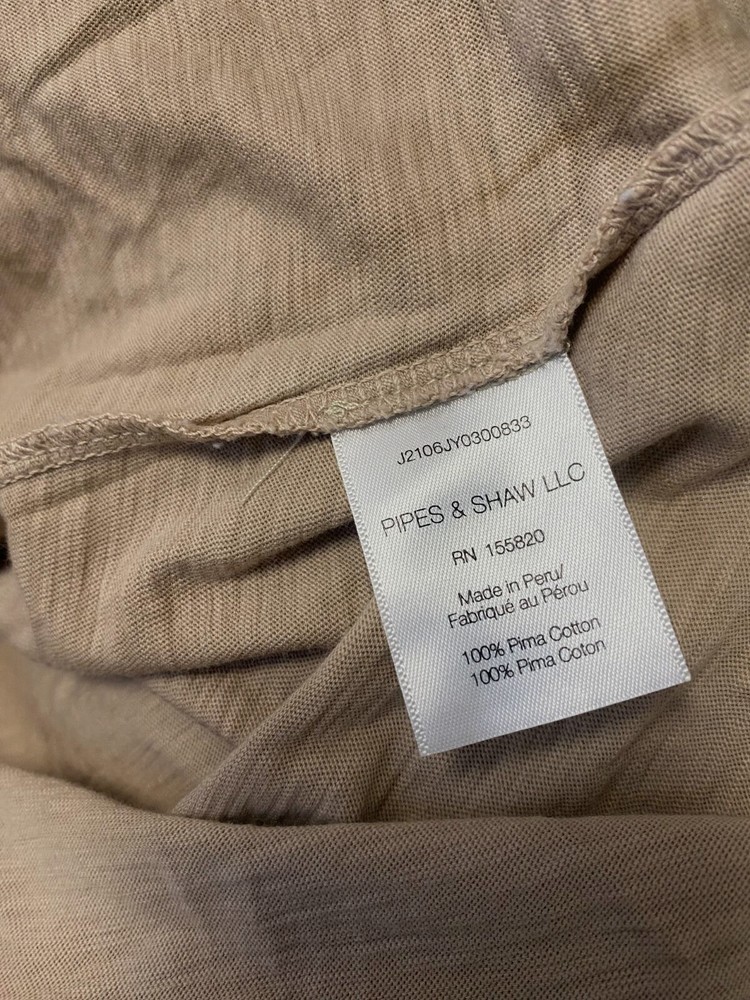 J2106JY0300833
PIPES & SHAW LLC
RN 155820
Made in Peru/
Fabriqué au Pérou
100% Pima Cotton
100% Pima Coton